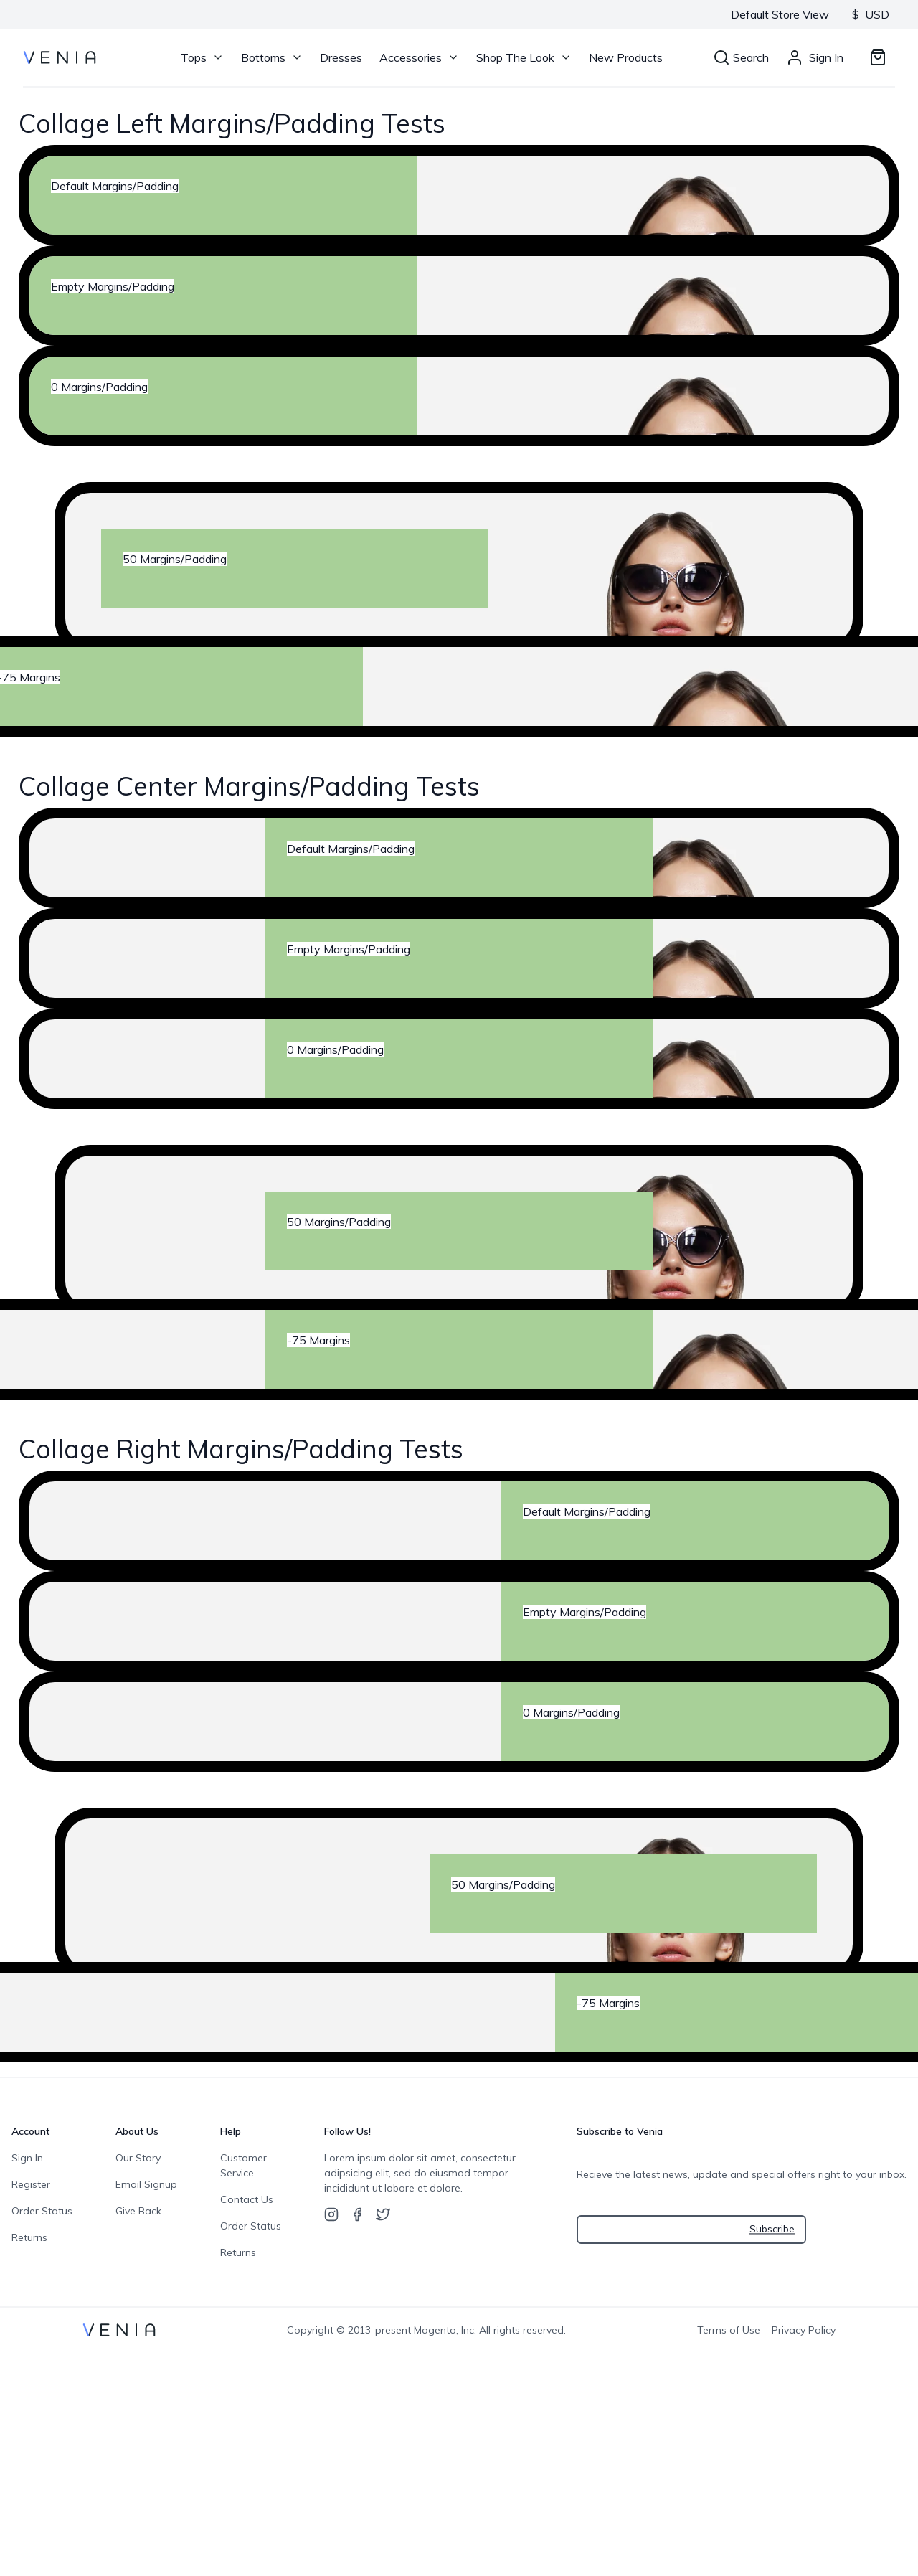 Default Store View
$ USD
VENIA
Tops
Bottoms
Dresses
Accessories
Shop The Look
New Products
Search
Sign In
Collage Left Margins/Padding Tests
Default Margins/Padding
Empty Margins/Padding
0 Margins/Padding
50 Margins/Padding
-75 Margins
Collage Center Margins/Padding Tests
Default Margins/Padding
Empty Margins/Padding
0 Margins/Padding
50 Margins/Padding
-75 Margins
Collage Right Margins/Padding Tests
Default Margins/Padding
Empty Margins/Padding
0 Margins/Padding
50 Margins/Padding
-75 Margins
Account
Sign In
Register
Order Status
Returns
About Us
Our Story
Email Signup
Give Back
Help
Customer
Service
Contact Us
Order Status
Returns
Follow Us!
Lorem ipsum dolor sit amet, consectetur
adipsicing elit, sed do eiusmod tempor
incididunt ut labore et dolore.
Subscribe to Venia
Recieve the latest news, update and special offers right to your inbox.
Subscribe
VENIA
Copyright © 2013-present Magento, Inc. All rights reserved.
Terms of Use
Privacy Policy